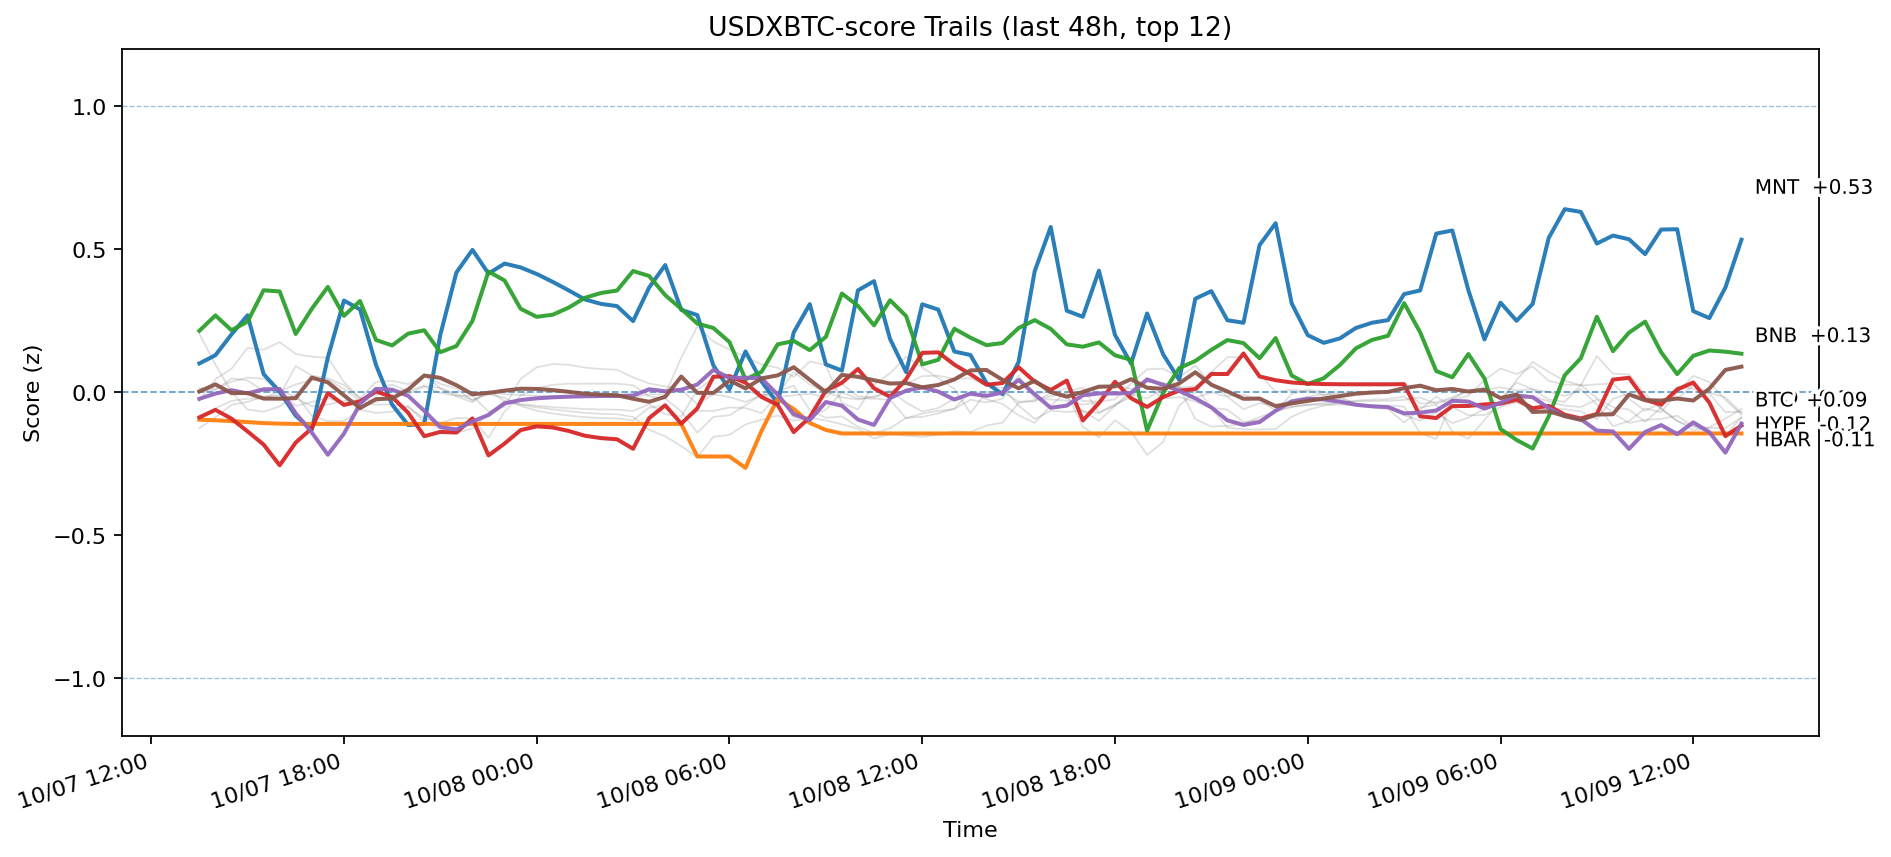 USDXBTC-score Trails (last 48h, top 12)
Score (z)
1.0
0.5
0.0
−0.5
−1.0
MNT +0.53
BNB +0.13
BTC +0.09
HYPE -0.12
HBAR -0.11
10/07 12:00
10/07 18:00
10/08 00:00
10/08 06:00
10/08 12:00
10/08 18:00
10/09 00:00
10/09 06:00
10/09 12:00
Time